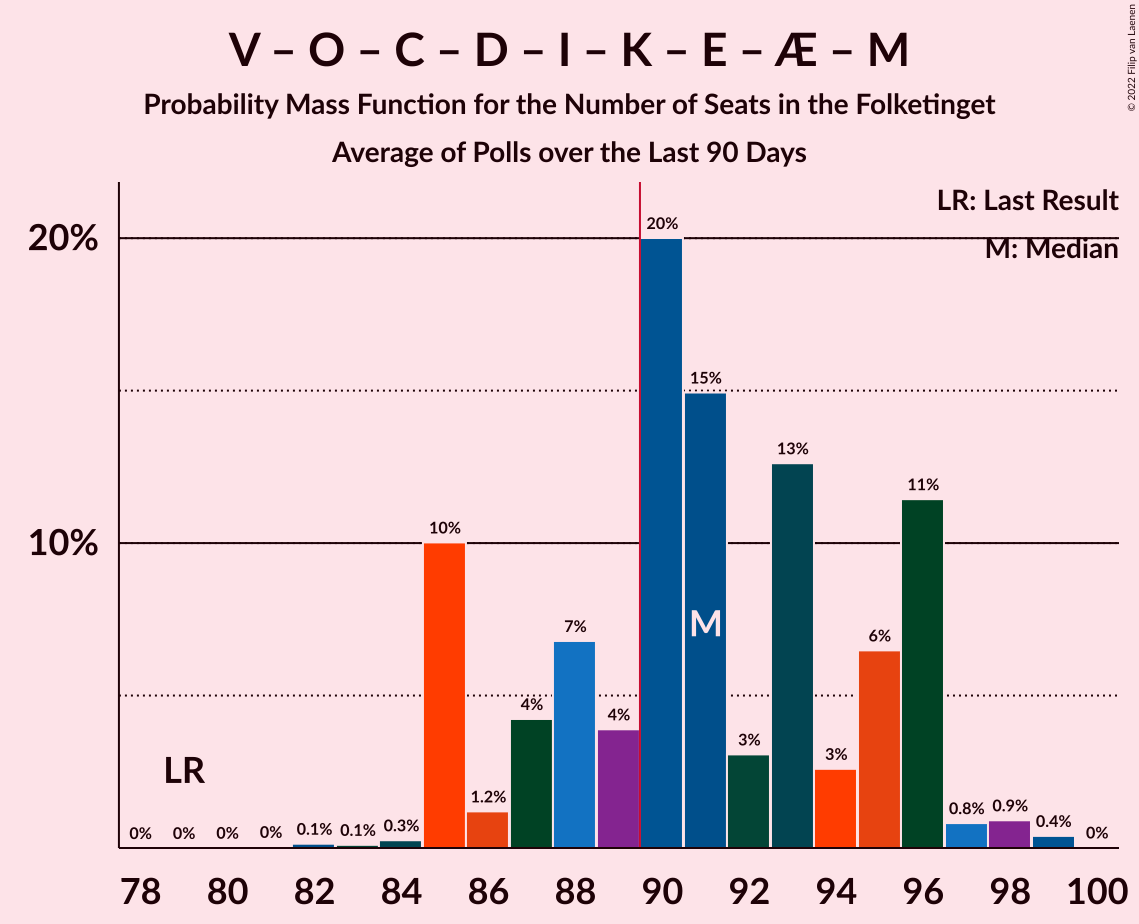 V – O – C – D – I – K – E – Æ – M
Probability Mass Function for the Number of Seats in the Folketinget
Average of Polls over the Last 90 Days
© 2022 Filip van Laenen
LR: Last Result
M: Median
20%
10%
0%
0%
0%
0%
0.1%
0.1%
0.3%
10%
1.2%
4%
7%
4%
20%
15%
3%
13%
3%
6%
11%
0.8%
0.9%
0.4%
0%
LR
M
78 80 82 84 86 88 90 92 94 96 98 100